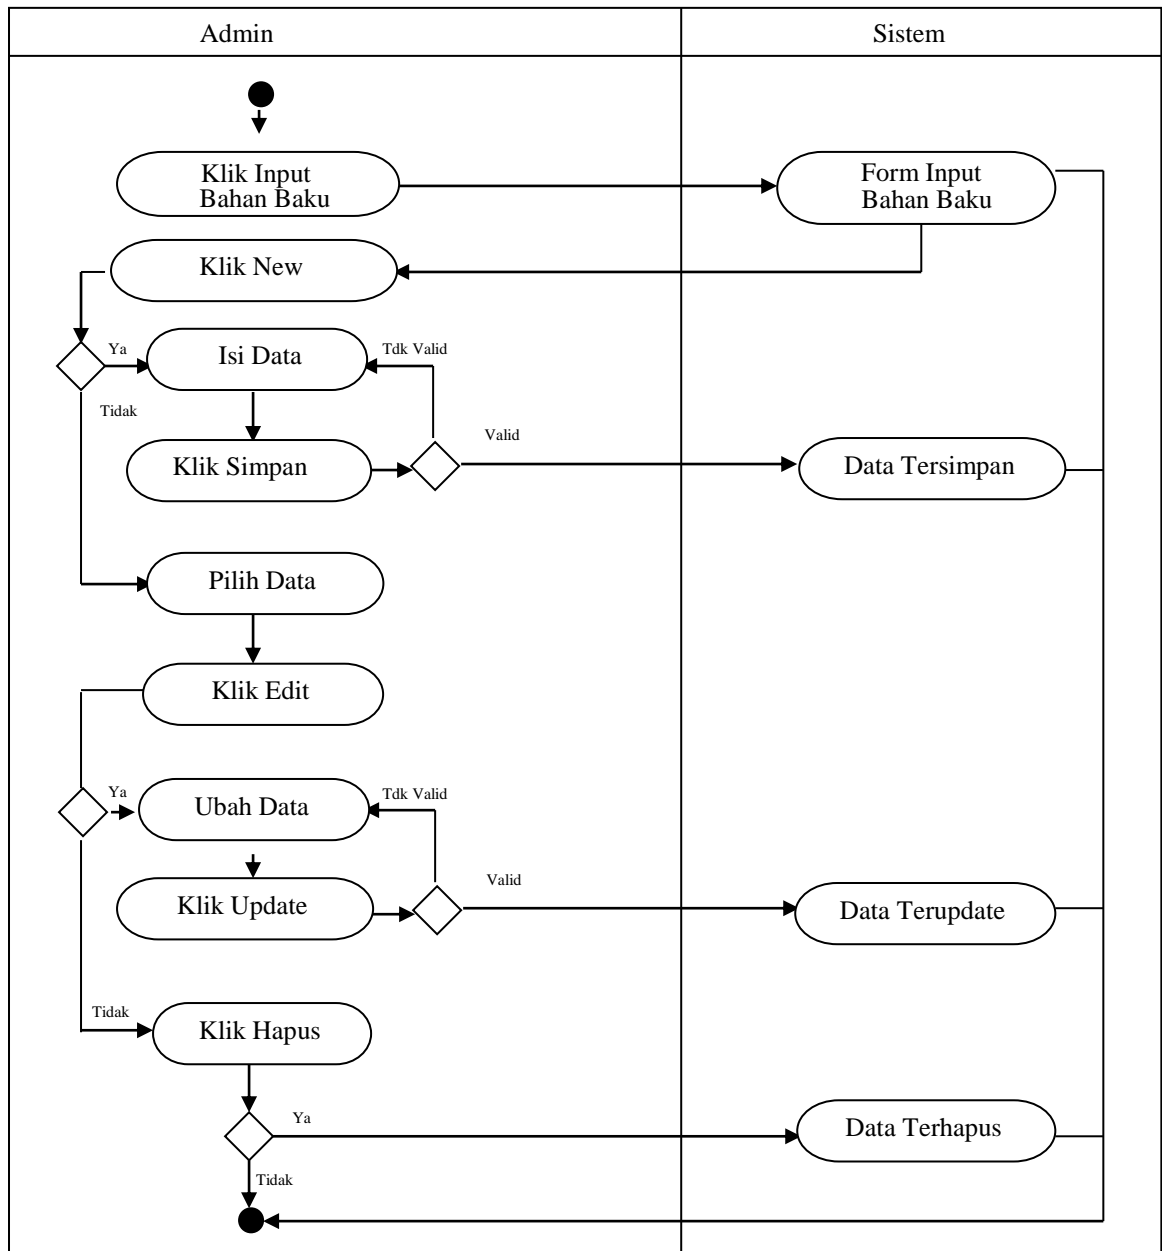 Admin
Sistem
Klik Input
Bahan Baku
Form Input
Bahan Baku
Klik New
Ya
Isi Data
Tdk Valid
Tidak
Klik Simpan
Valid
Data Tersimpan
Pilih Data
Klik Edit
Ya
Ubah Data
Tdk Valid
Klik Update
Valid
Data Terupdate
Tidak
Klik Hapus
Ya
Data Terhapus
Tidak